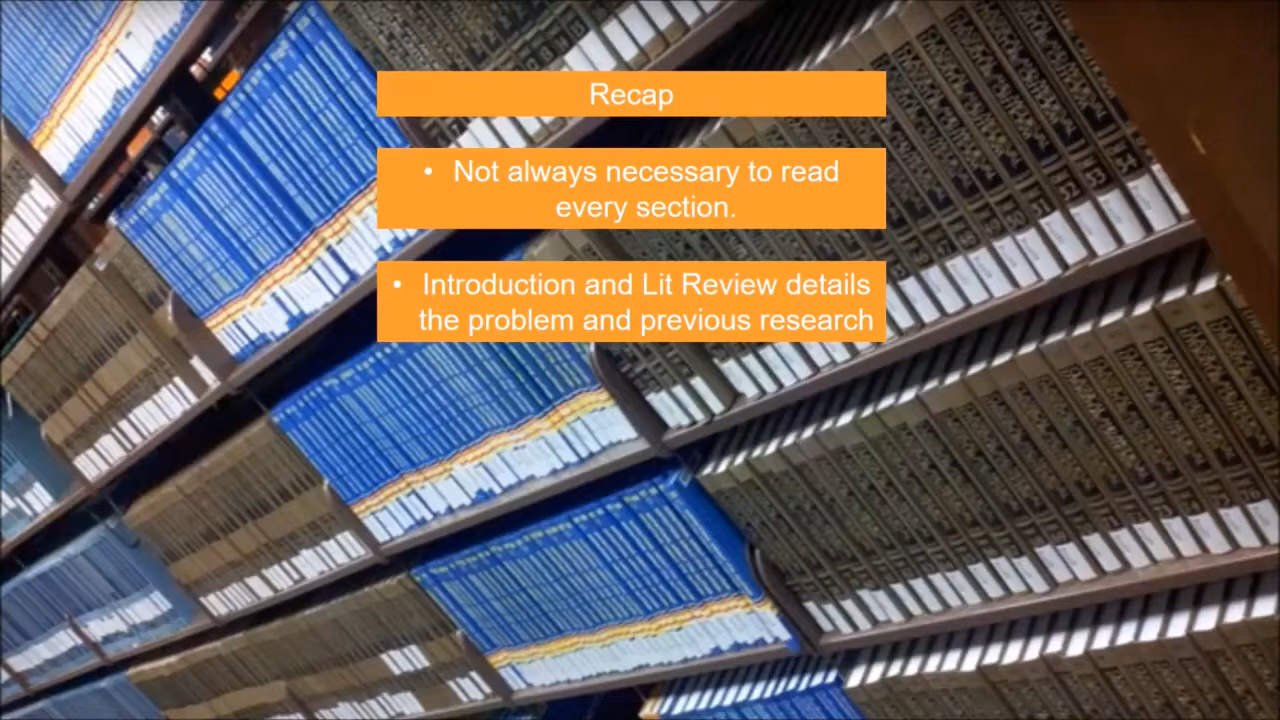 Recap
• Not always necessary to read
every section.
• Introduction and Lit Review details
the problem and previous research